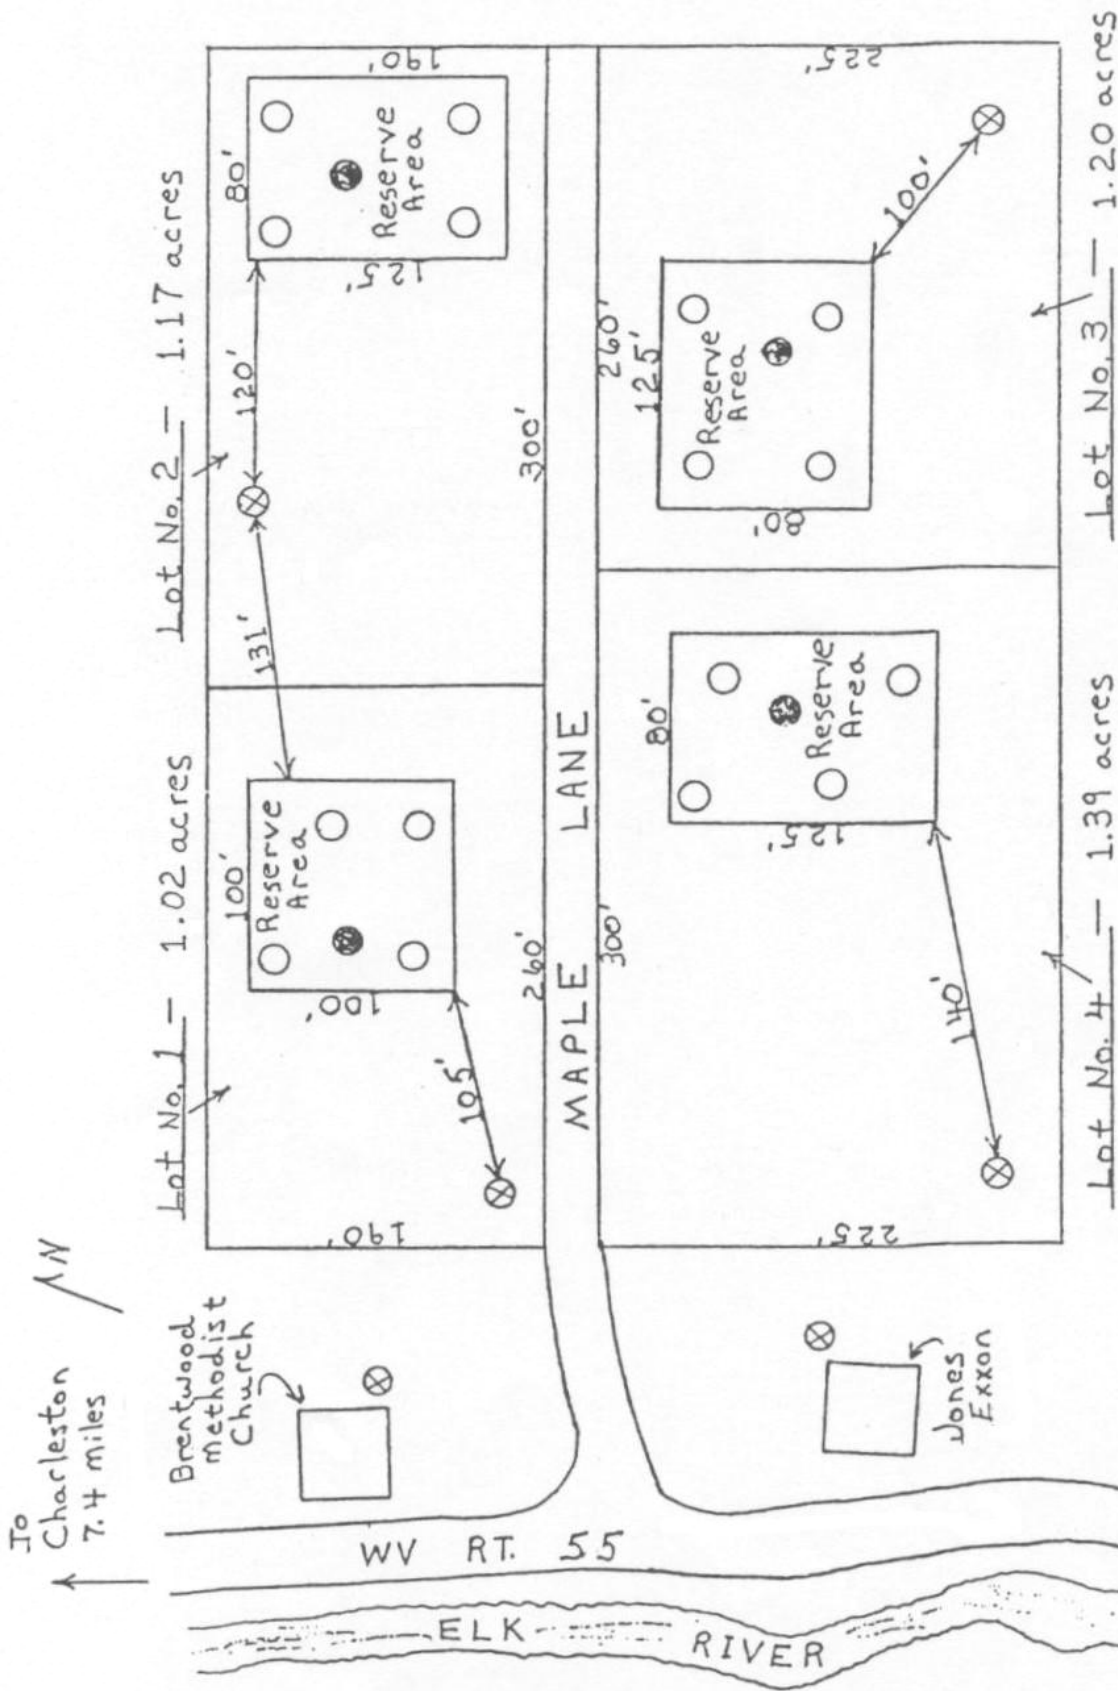 To
Charleston
7.4 miles
N
Brentwood
Methodist
Church
Jones
Exxon
WV RT. 55
ELK RIVER
MAPLE LANE
Lot No. 1 — 1.02 acres
190'
260'
100'
100'
Reserve
Area
105'
Lot No. 2 — 1.17 acres
131'
120'
80'
125'
Reserve
Area
190'
300'
Lot No. 3 — 1.20 acres
260'
125'
80'
Reserve
Area
100'
225'
Lot No. 4 — 1.39 acres
300'
80'
125'
Reserve
Area
140'
225'